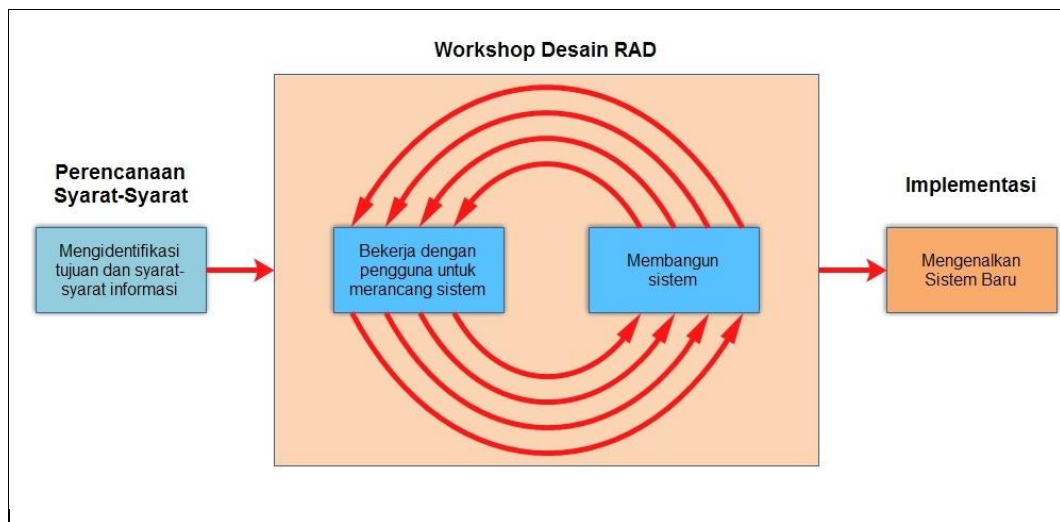 Workshop Desain RAD
Perencanaan
Syarat-Syarat
Mengidentifikasi
tujuan dan syarat-
syarat informasi
Bekerja dengan
pengguna untuk
merancang sistem
Membangun
sistem
Implementasi
Mengenalkan
Sistem Baru